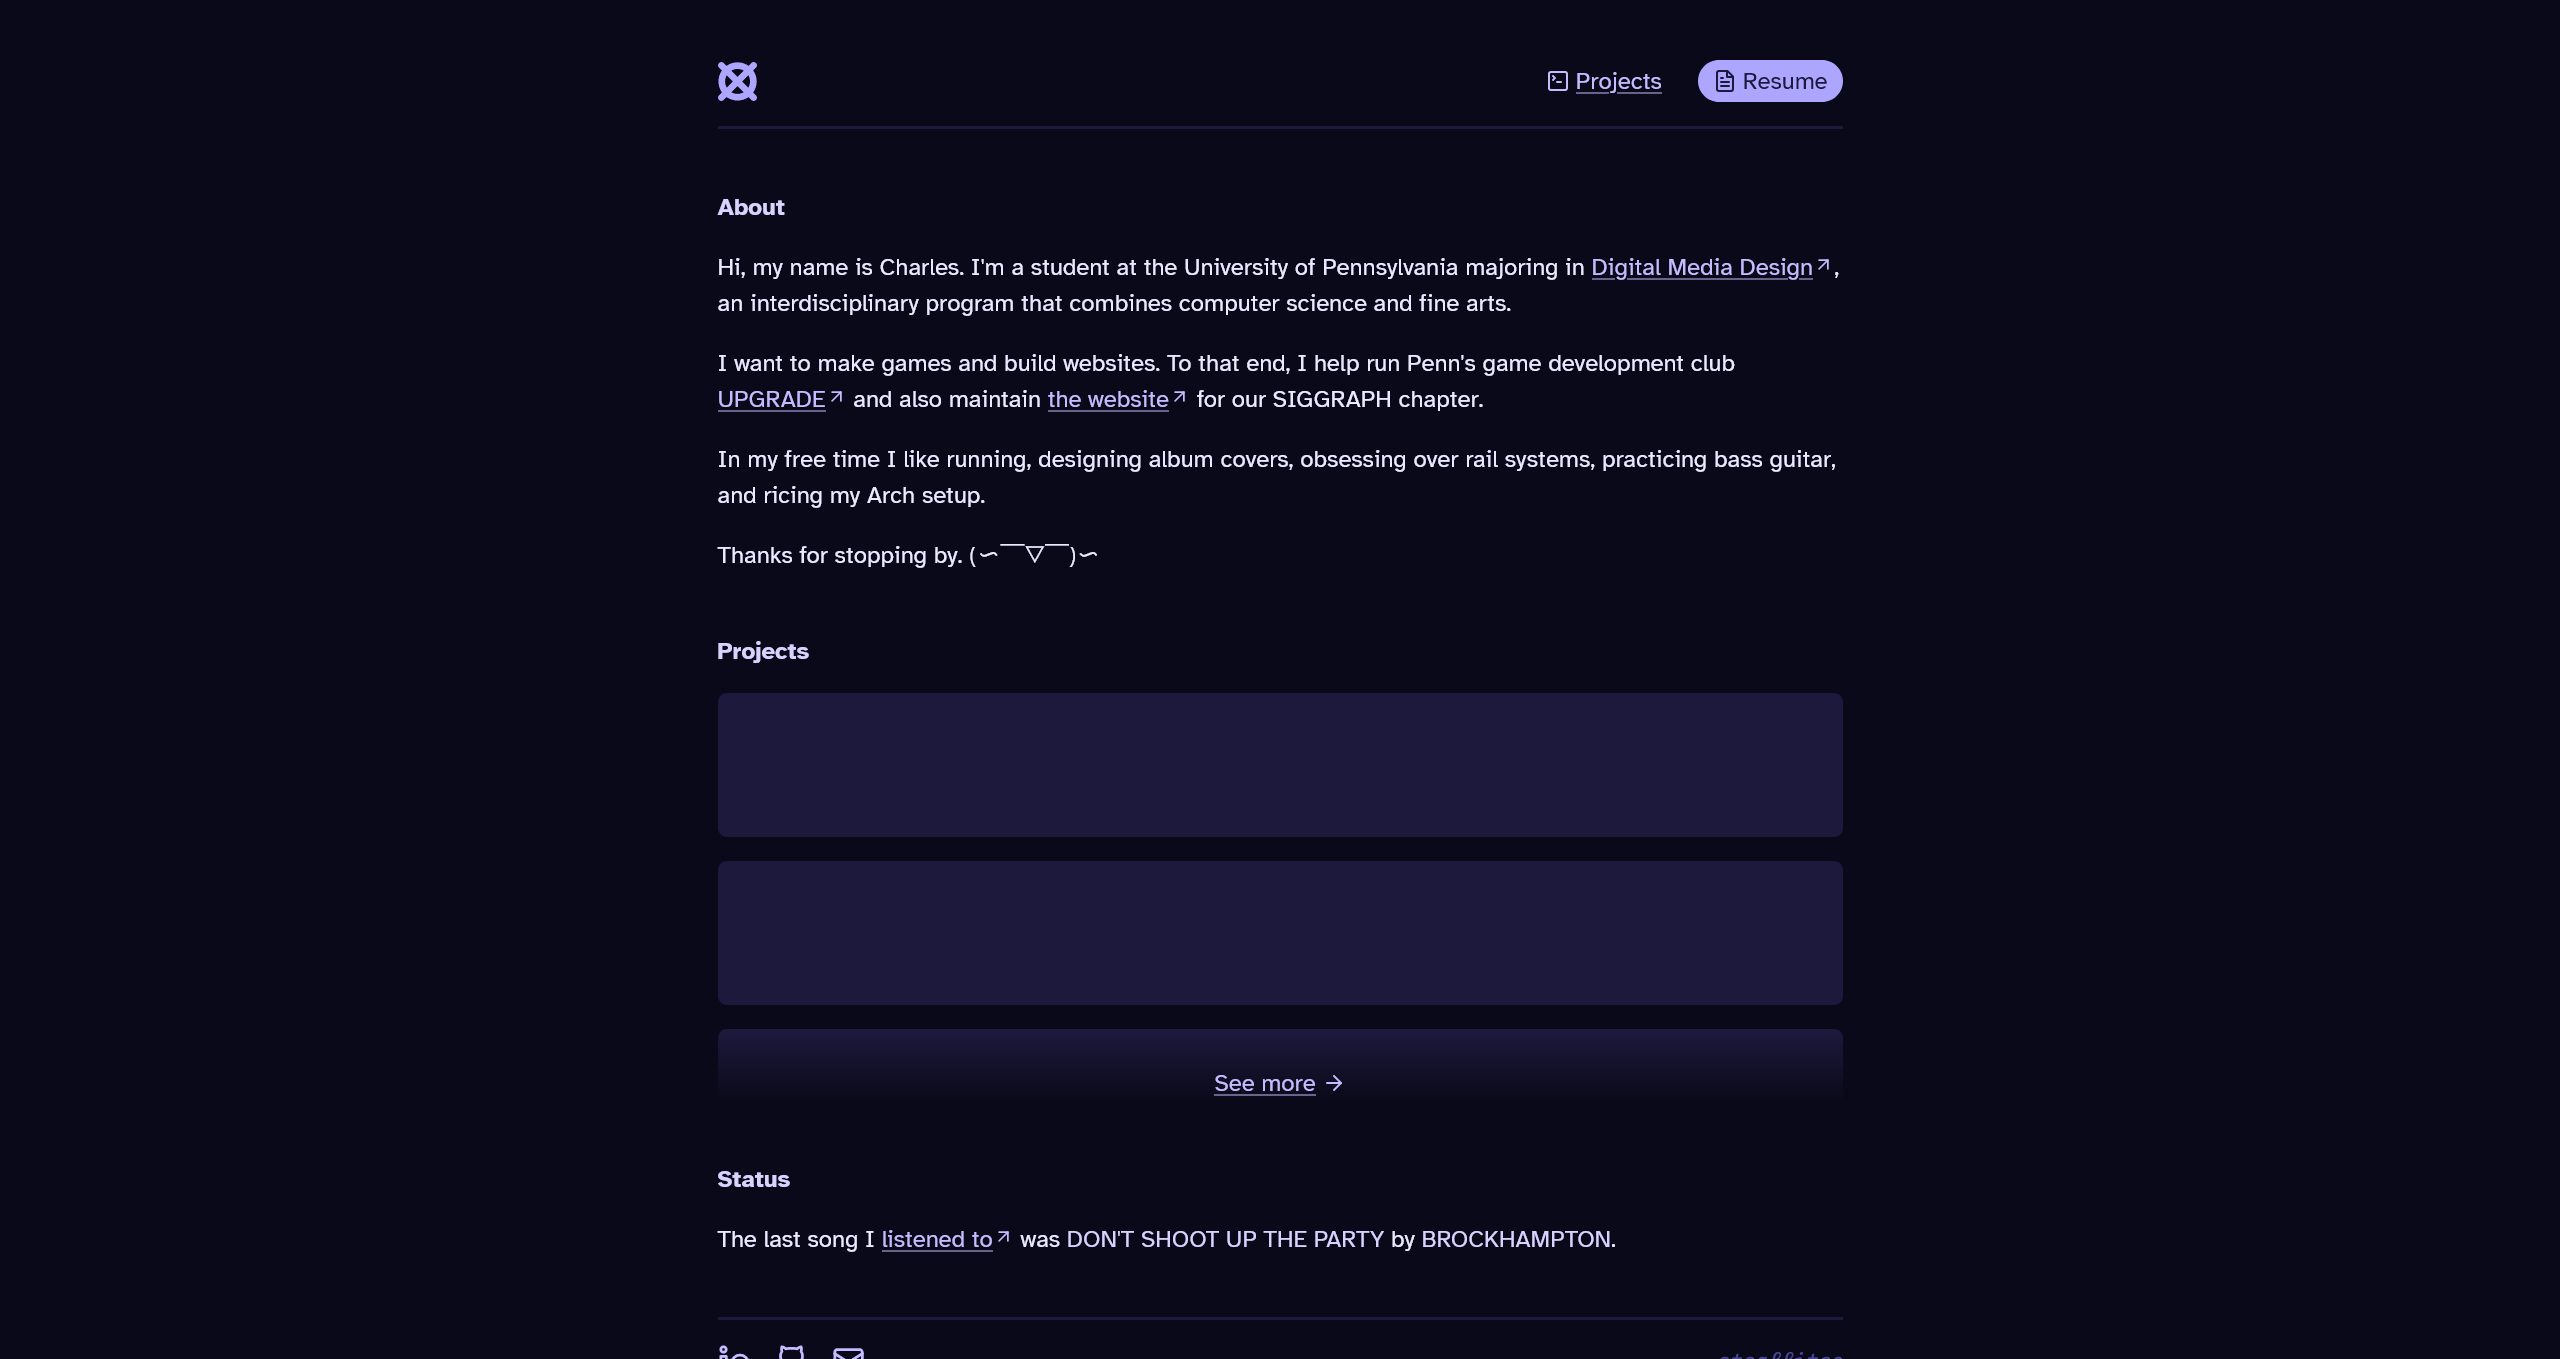 Projects
Resume
About
Hi, my name is Charles. I'm a student at the University of Pennsylvania majoring in Digital Media Design↗,
an interdisciplinary program that combines computer science and fine arts.
I want to make games and build websites. To that end, I help run Penn's game development club
UPGRADE↗ and also maintain the website↗ for our SIGGRAPH chapter.
In my free time I like running, designing album covers, obsessing over rail systems, practicing bass guitar,
and ricing my Arch setup.
Thanks for stopping by. (∽￣▽￣)∽
Projects
See more →
Status
The last song I listened to↗ was DON'T SHOOT UP THE PARTY by BROCKHAMPTON.